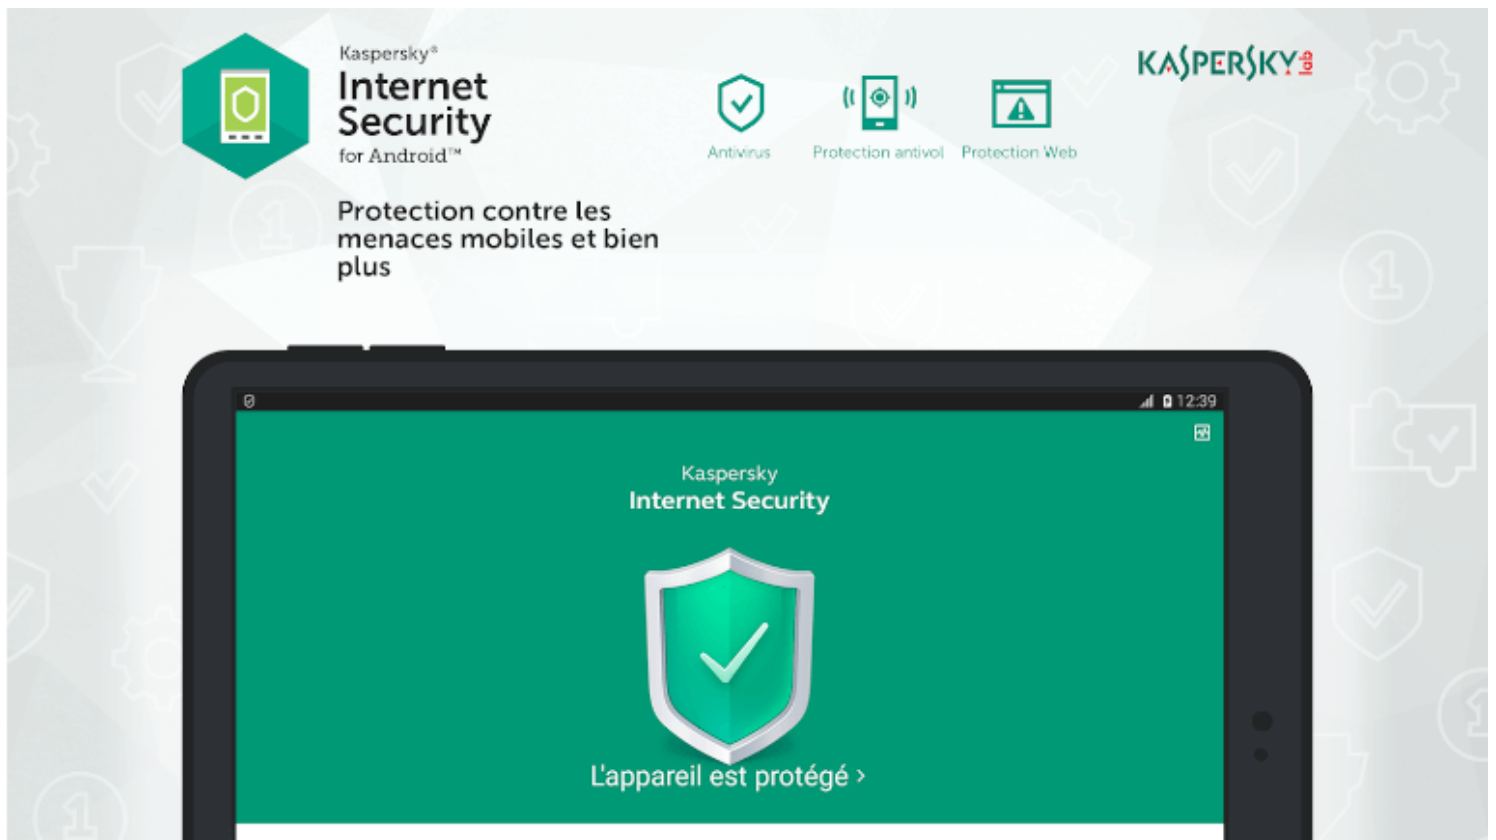 Kaspersky®
Internet
Security
for Android™
Protection contre les
menaces mobiles et bien
plus
Antivirus
Protection antivol
Protection Web
KASPERSKY lab
12:39
Kaspersky
Internet Security
L'appareil est protégé >